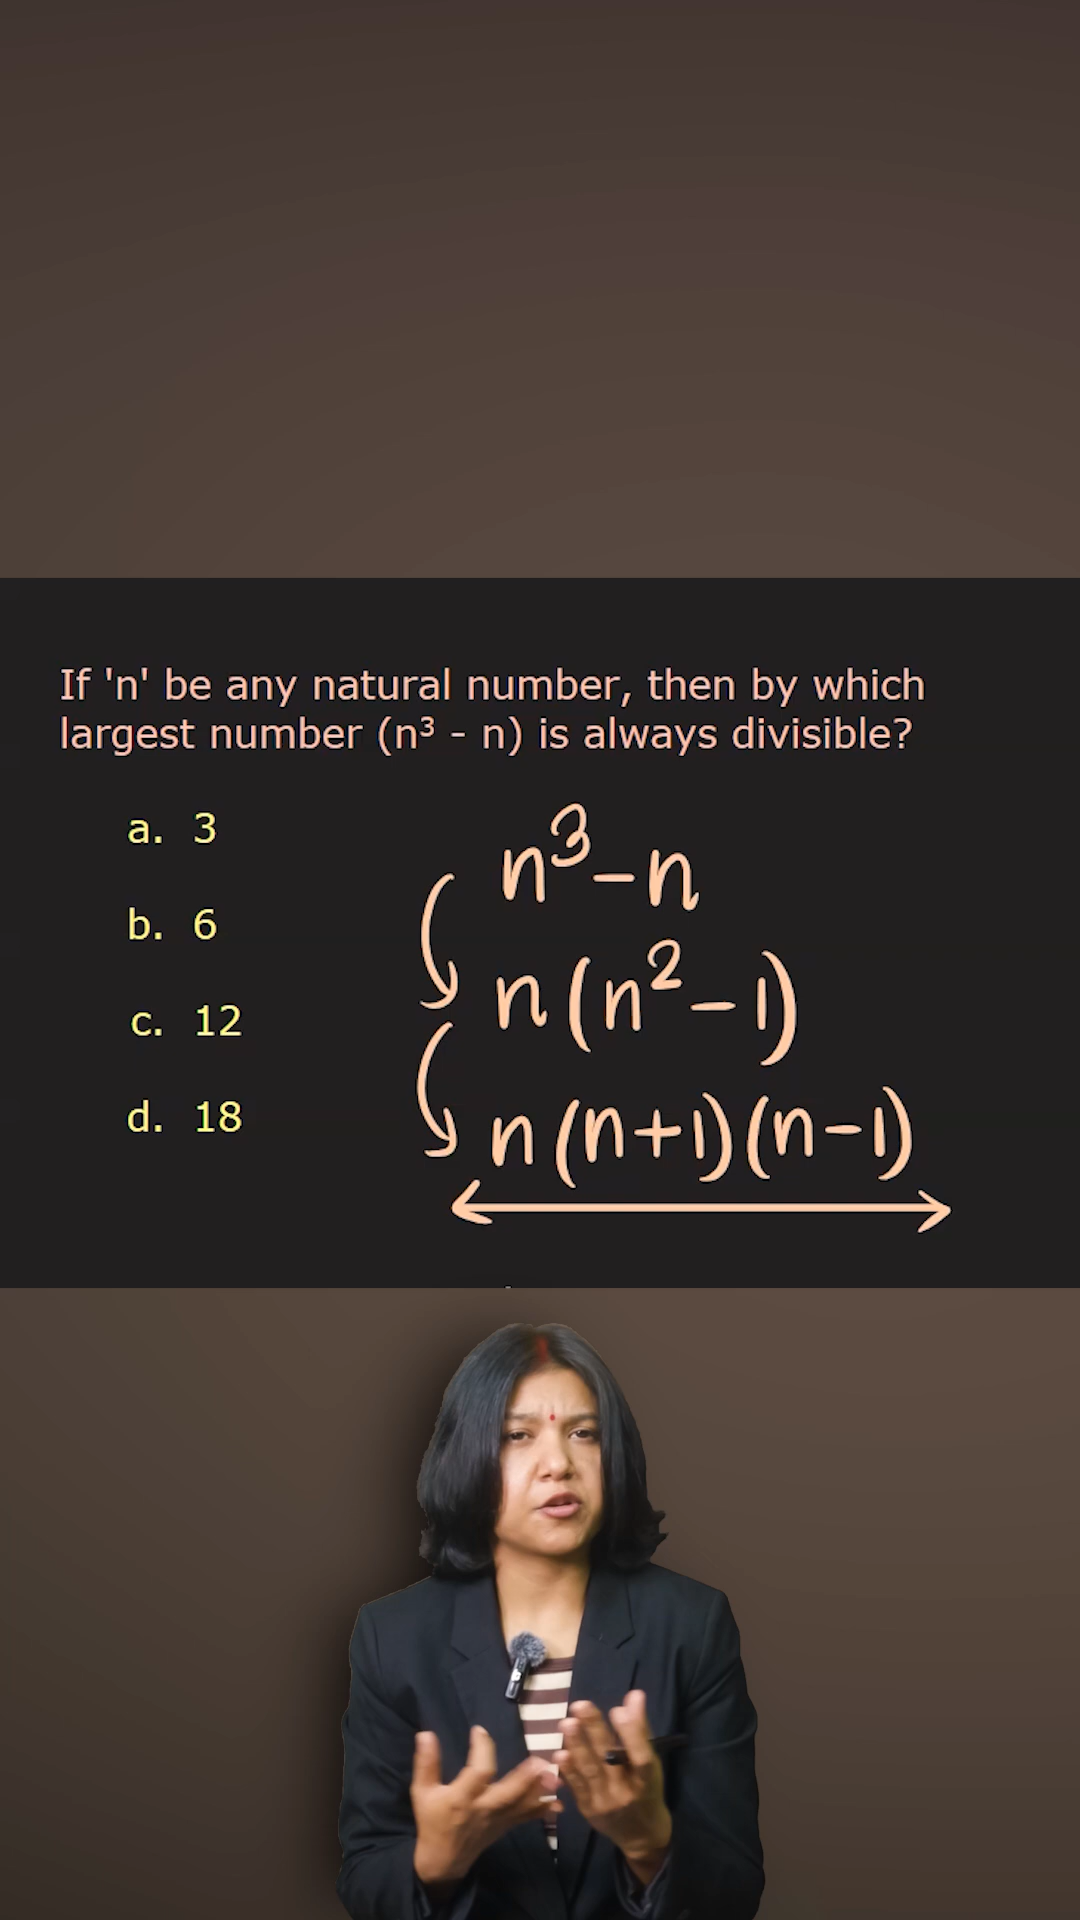 If 'n' be any natural number, then by which
largest number (n³ - n) is always divisible?
a. 3
b. 6
c. 12
d. 18
n³-n
n(n²-1)
n(n+1)(n-1)